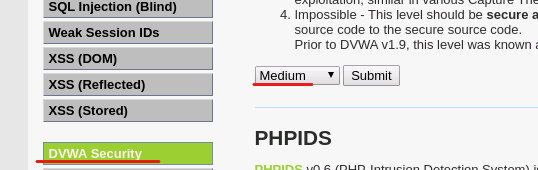 SQL Injection (Blind)
Weak Session IDs
XSS (DOM)
XSS (Reflected)
XSS (Stored)
DVWA Security
exploitation, similar in various Capture The
4. Impossible - This level should be secure a
source code to the secure source code.
Prior to DVWA v1.9, this level was known a
Medium
Submit
PHPIDS
PHPIDS v0.6 (PHP-Intrusion Detection System) is